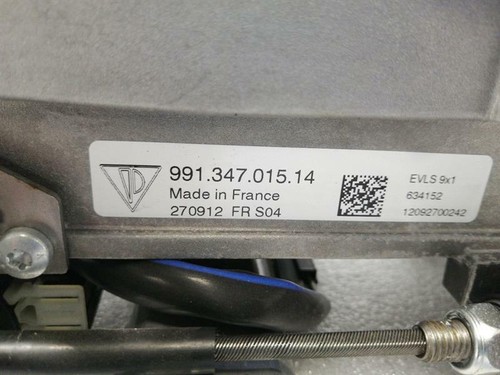 991.347.015.14
Made in France
270912 FR S04
EVLS 9x1
634152
12092700242